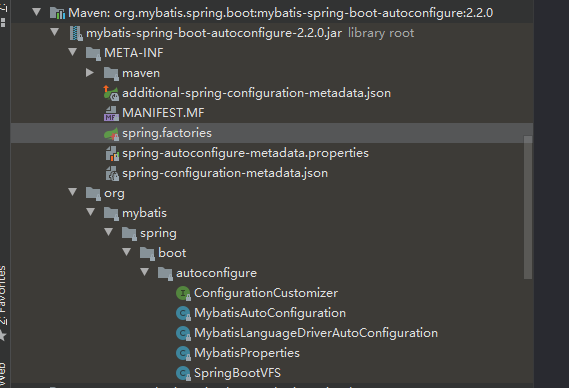 Maven: org.mybatis.spring.boot:mybatis-spring-boot-autoconfigure:2.2.0
mybatis-spring-boot-autoconfigure-2.2.0.jar library root
META-INF
maven
additional-spring-configuration-metadata.json
MANIFEST.MF
spring.factories
spring-autoconfigure-metadata.properties
spring-configuration-metadata.json
org
mybatis
spring
boot
autoconfigure
ConfigurationCustomizer
MybatisAutoConfiguration
MybatisLanguageDriverAutoConfiguration
MybatisProperties
SpringBootVFS
2: Favorites
Web